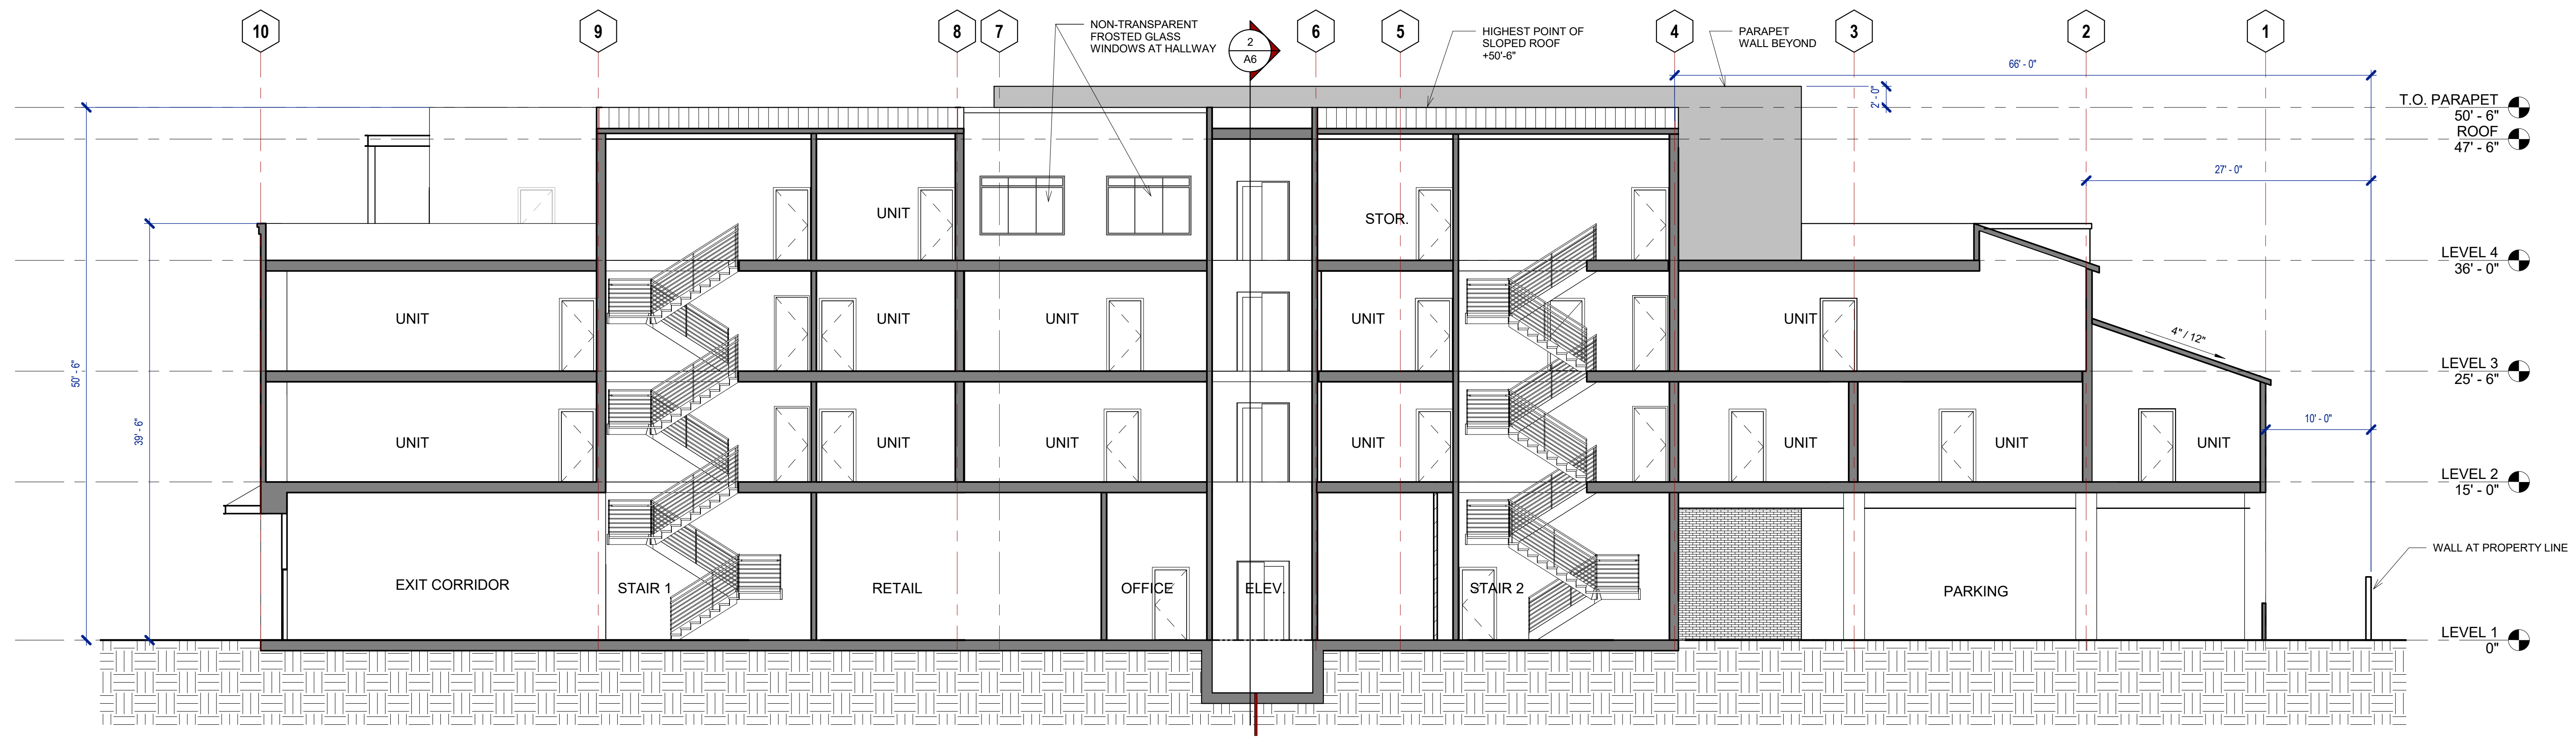 10
9
8
7
6
5
4
3
2
1
NON-TRANSPARENT
FROSTED GLASS
WINDOWS AT HALLWAY
2
A6
HIGHEST POINT OF
SLOPED ROOF
+50'-6"
PARAPET
WALL BEYOND
66' - 0"
2' - 0"
T.O. PARAPET
50' - 6"
ROOF
47' - 6"
27' - 0"
UNIT
STOR.
LEVEL 4
36' - 0"
UNIT
UNIT
UNIT
UNIT
UNIT
4" / 12"
50' - 6"
39' - 6"
LEVEL 3
25' - 6"
10' - 0"
UNIT
UNIT
UNIT
UNIT
UNIT
UNIT
UNIT
LEVEL 2
15' - 0"
WALL AT PROPERTY LINE
EXIT CORRIDOR
STAIR 1
RETAIL
OFFICE
ELEV.
STAIR 2
PARKING
LEVEL 1
0"